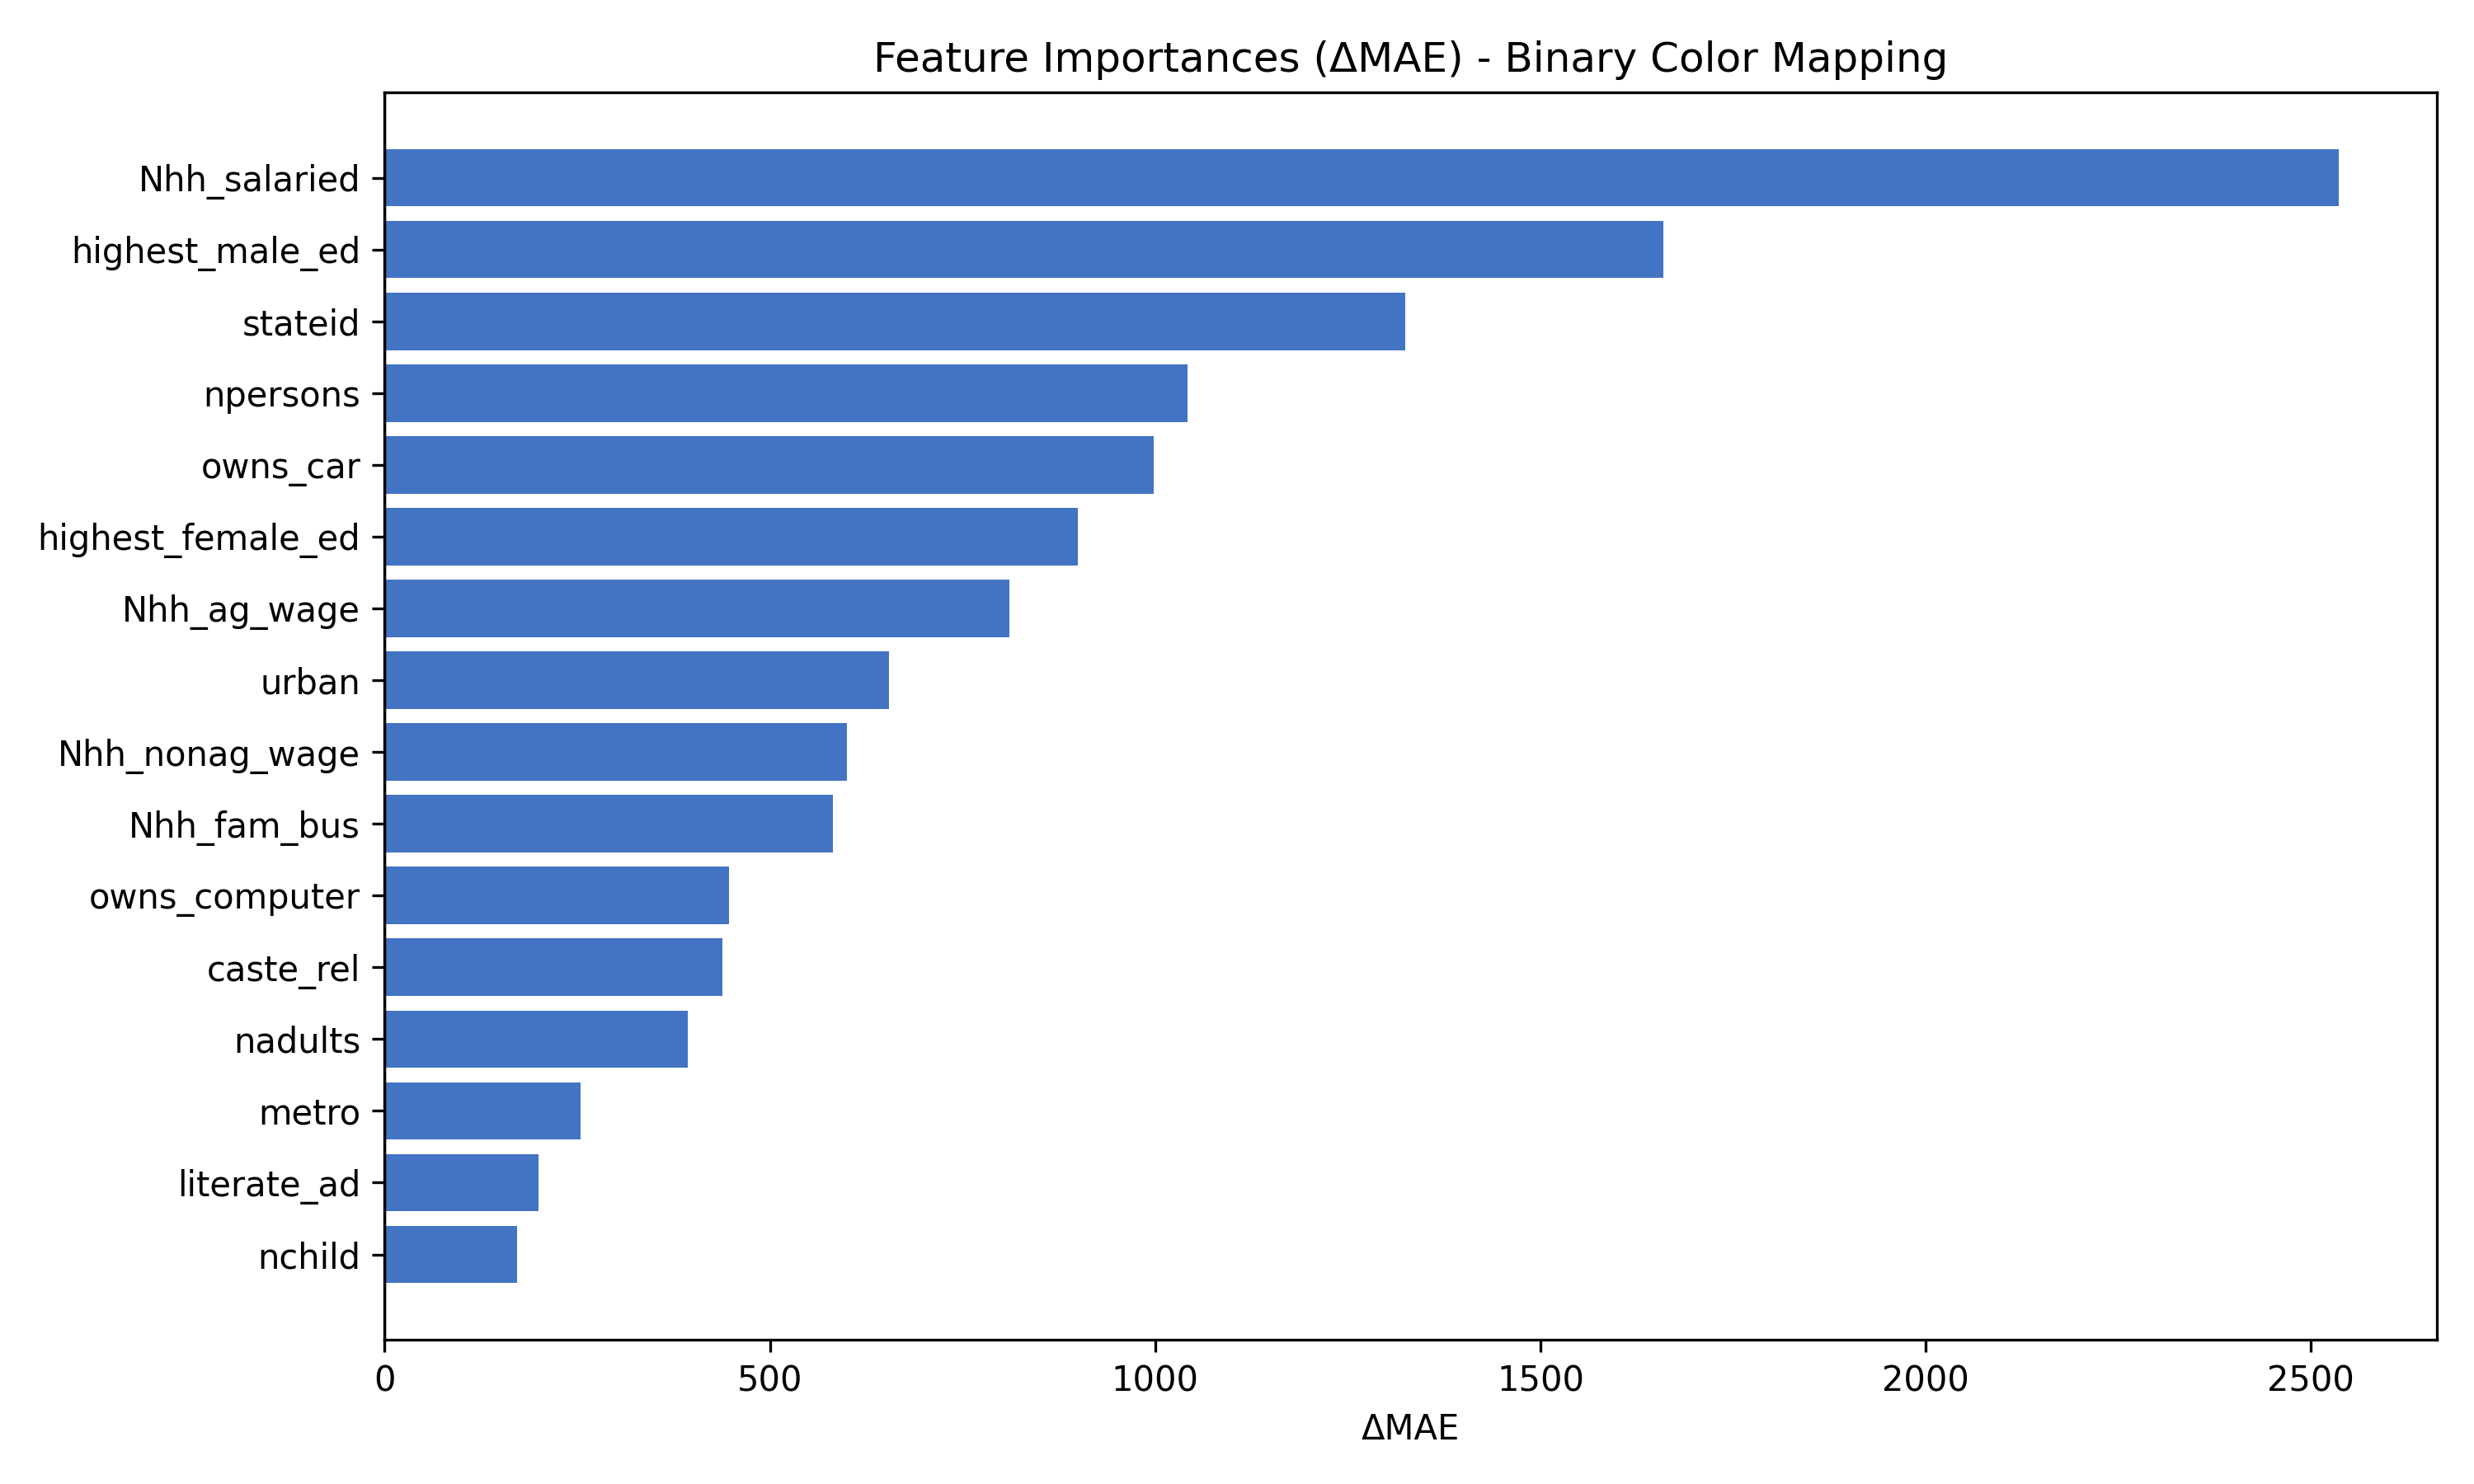 Feature Importances (ΔMAE) - Binary Color Mapping
Nhh_salaried
highest_male_ed
stateid
npersons
owns_car
highest_female_ed
Nhh_ag_wage
urban
Nhh_nonag_wage
Nhh_fam_bus
owns_computer
caste_rel
nadults
metro
literate_ad
nchild
0 500 1000 1500 2000 2500
ΔMAE